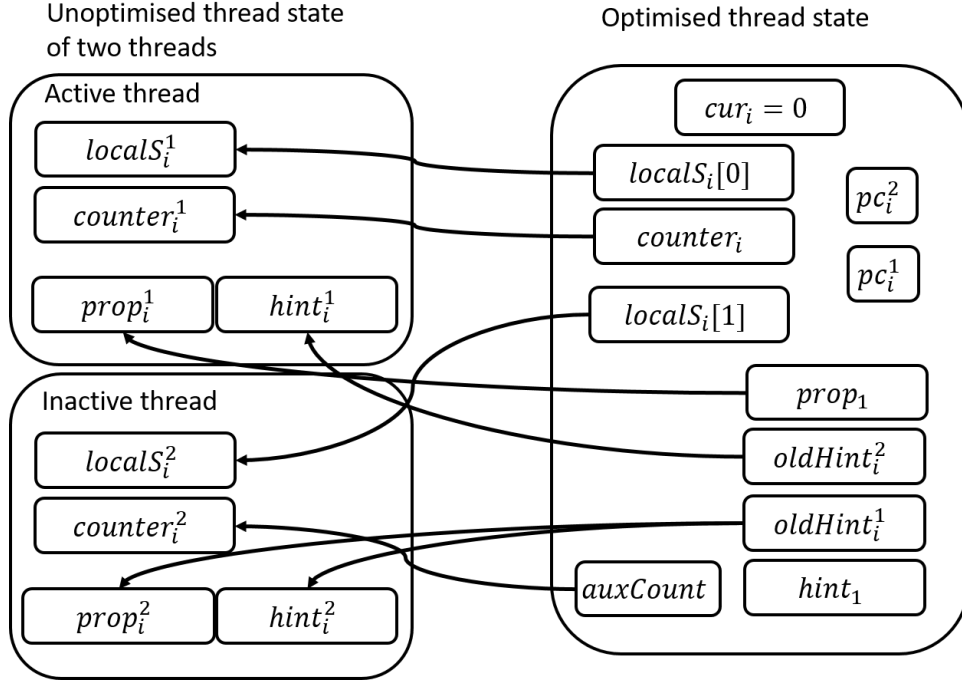 Unoptimised thread state
of two threads
Active thread
localS_i^1
counter_i^1
prop_i^1
hint_i^1
Inactive thread
localS_i^2
counter_i^2
prop_i^2
hint_i^2
Optimised thread state
cur_i = 0
localS_i[0]
pc_i^2
counter_i
pc_i^1
localS_i[1]
prop_1
oldHint_i^2
oldHint_i^1
auxCount
hint_1